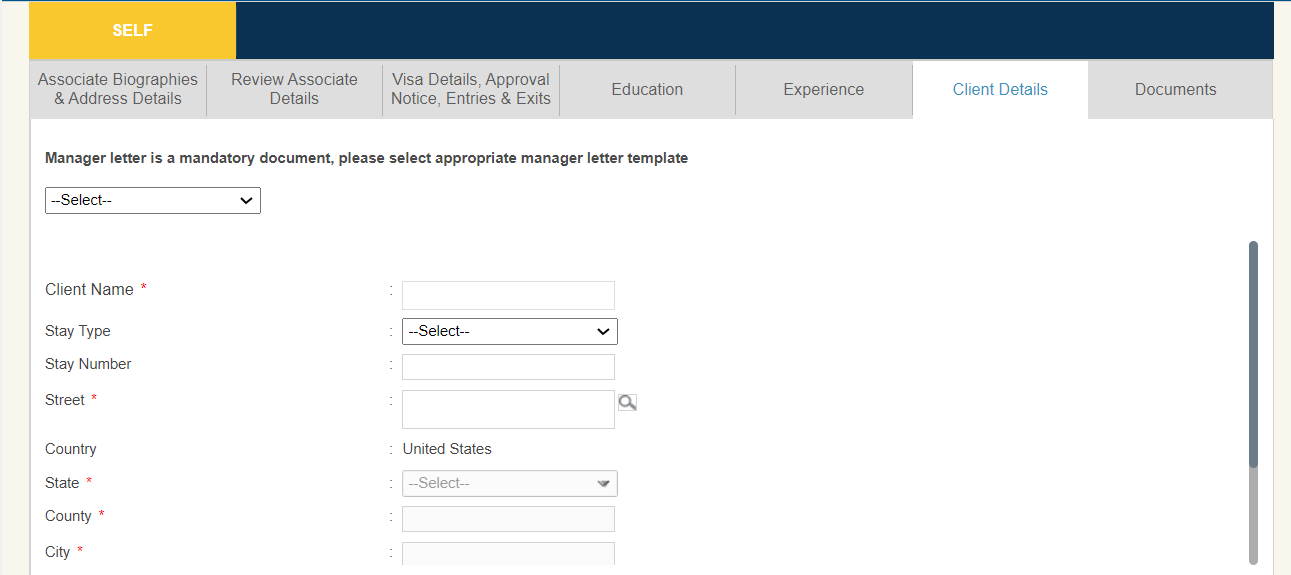 SELF
Associate Biographies
& Address Details
Review Associate
Details
Visa Details, Approval
Notice, Entries & Exits
Education
Experience
Client Details
Documents
Manager letter is a mandatory document, please select appropriate manager letter template
--Select--
Client Name * :
Stay Type : --Select--
Stay Number :
Street * :
Country : United States
State * : --Select--
County * :
City * :